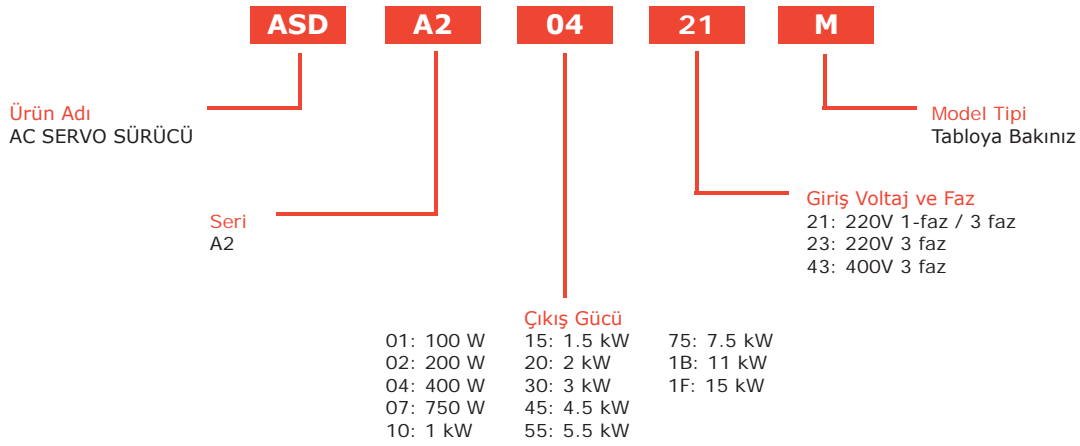 ASD A2 04 21 M
Ürün Adı
AC SERVO SÜRÜCÜ
Model Tipi
Tabloya Bakınız
Seri
A2
Giriş Voltaj ve Faz
21: 220V 1-faz / 3 faz
23: 220V 3 faz
43: 400V 3 faz
Çıkış Gücü
01: 100 W 15: 1.5 kW 75: 7.5 kW
02: 200 W 20: 2 kW 1B: 11 kW
04: 400 W 30: 3 kW 1F: 15 kW
07: 750 W 45: 4.5 kW
10: 1 kW 55: 5.5 kW